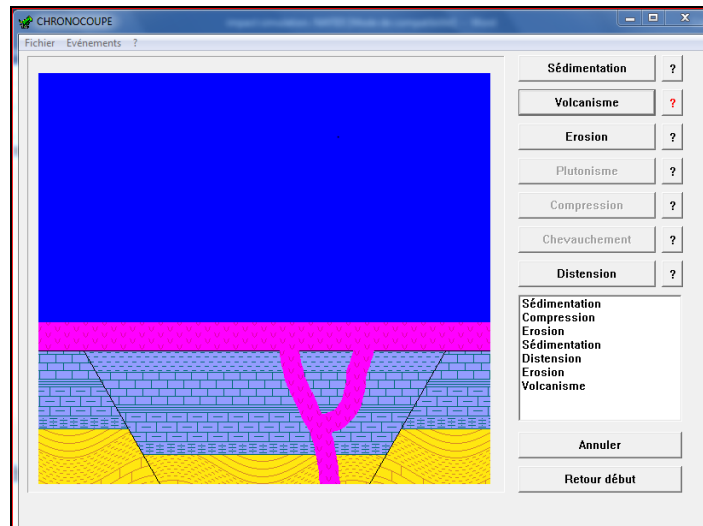 CHRONOCOUPE
Fichier Evénements ?
Sédimentation ?
Volcanisme ?
Erosion ?
Plutonisme ?
Compression ?
Chevauchement ?
Distension ?
Sédimentation
Compression
Erosion
Sédimentation
Distension
Erosion
Volcanisme
Annuler
Retour début